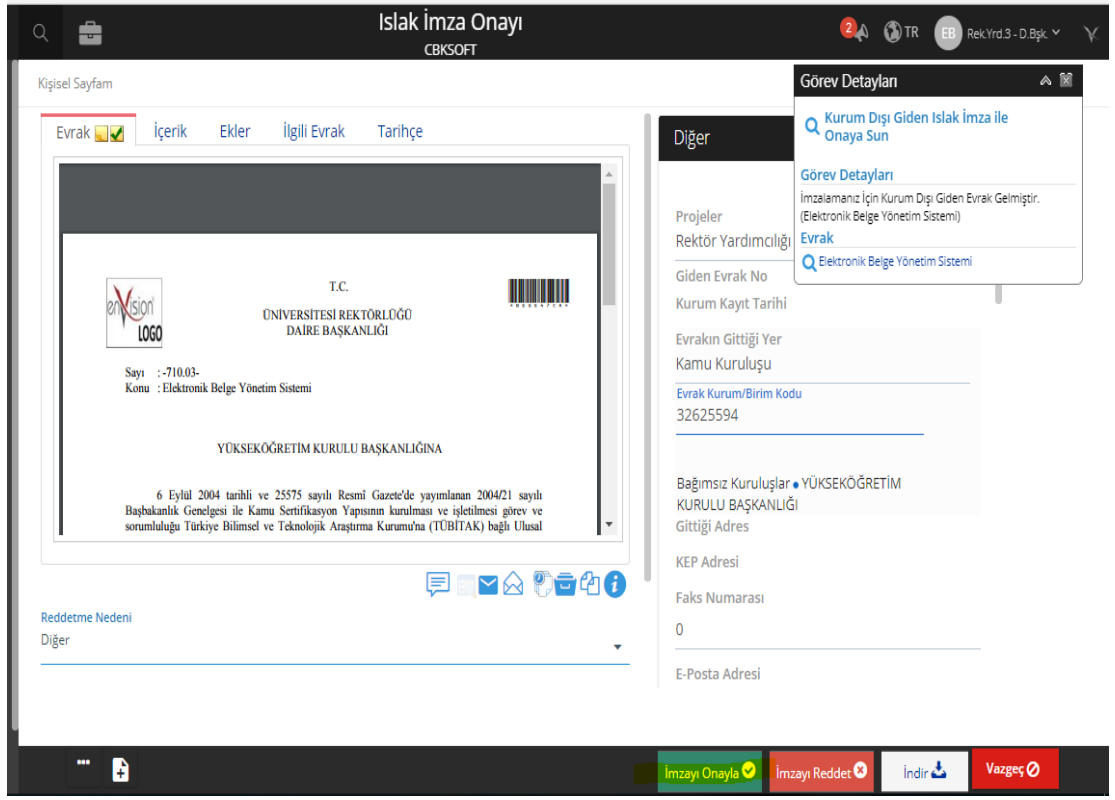 Islak İmza Onayı
CBKSOFT
2
TR
EB
Rek.Yrd.3 - D.Bşk.
Kişisel Sayfam
Evrak
İçerik
Ekler
İlgili Evrak
Tarihçe
enVision
LOGO
T.C.
ÜNİVERSİTESİ REKTÖRLÜĞÜ
DAİRE BAŞKANLIĞI
Sayı : -710.03-
Konu : Elektronik Belge Yönetim Sistemi
YÜKSEKÖĞRETİM KURULU BAŞKANLIĞINA
6 Eylül 2004 tarihli ve 25575 sayılı Resmî Gazete'de yayımlanan 2004/21 sayılı
Başbakanlık Genelgesi ile Kamu Sertifikasyon Yapısının kurulması ve işletilmesi görev ve
sorumluluğu Türkiye Bilimsel ve Teknolojik Araştırma Kurumu'na (TÜBİTAK) bağlı Ulusal
Reddetme Nedeni
Diğer
Diğer
Projeler
Rektör Yardımcılığı
Giden Evrak No
Kurum Kayıt Tarihi
Evrakın Gittiği Yer
Kamu Kuruluşu
Evrak Kurum/Birim Kodu
32625594
Bağımsız Kuruluşlar • YÜKSEKÖĞRETİM
KURULU BAŞKANLIĞI
Gittiği Adres
KEP Adresi
Faks Numarası
0
E-Posta Adresi
Görev Detayları
Kurum Dışı Giden Islak İmza ile
Onaya Sun
Görev Detayları
İmzalamanız İçin Kurum Dışı Giden Evrak Gelmiştir.
(Elektronik Belge Yönetim Sistemi)
Evrak
Elektronik Belge Yönetim Sistemi
İmzayı Onayla
İmzayı Reddet
İndir
Vazgeç